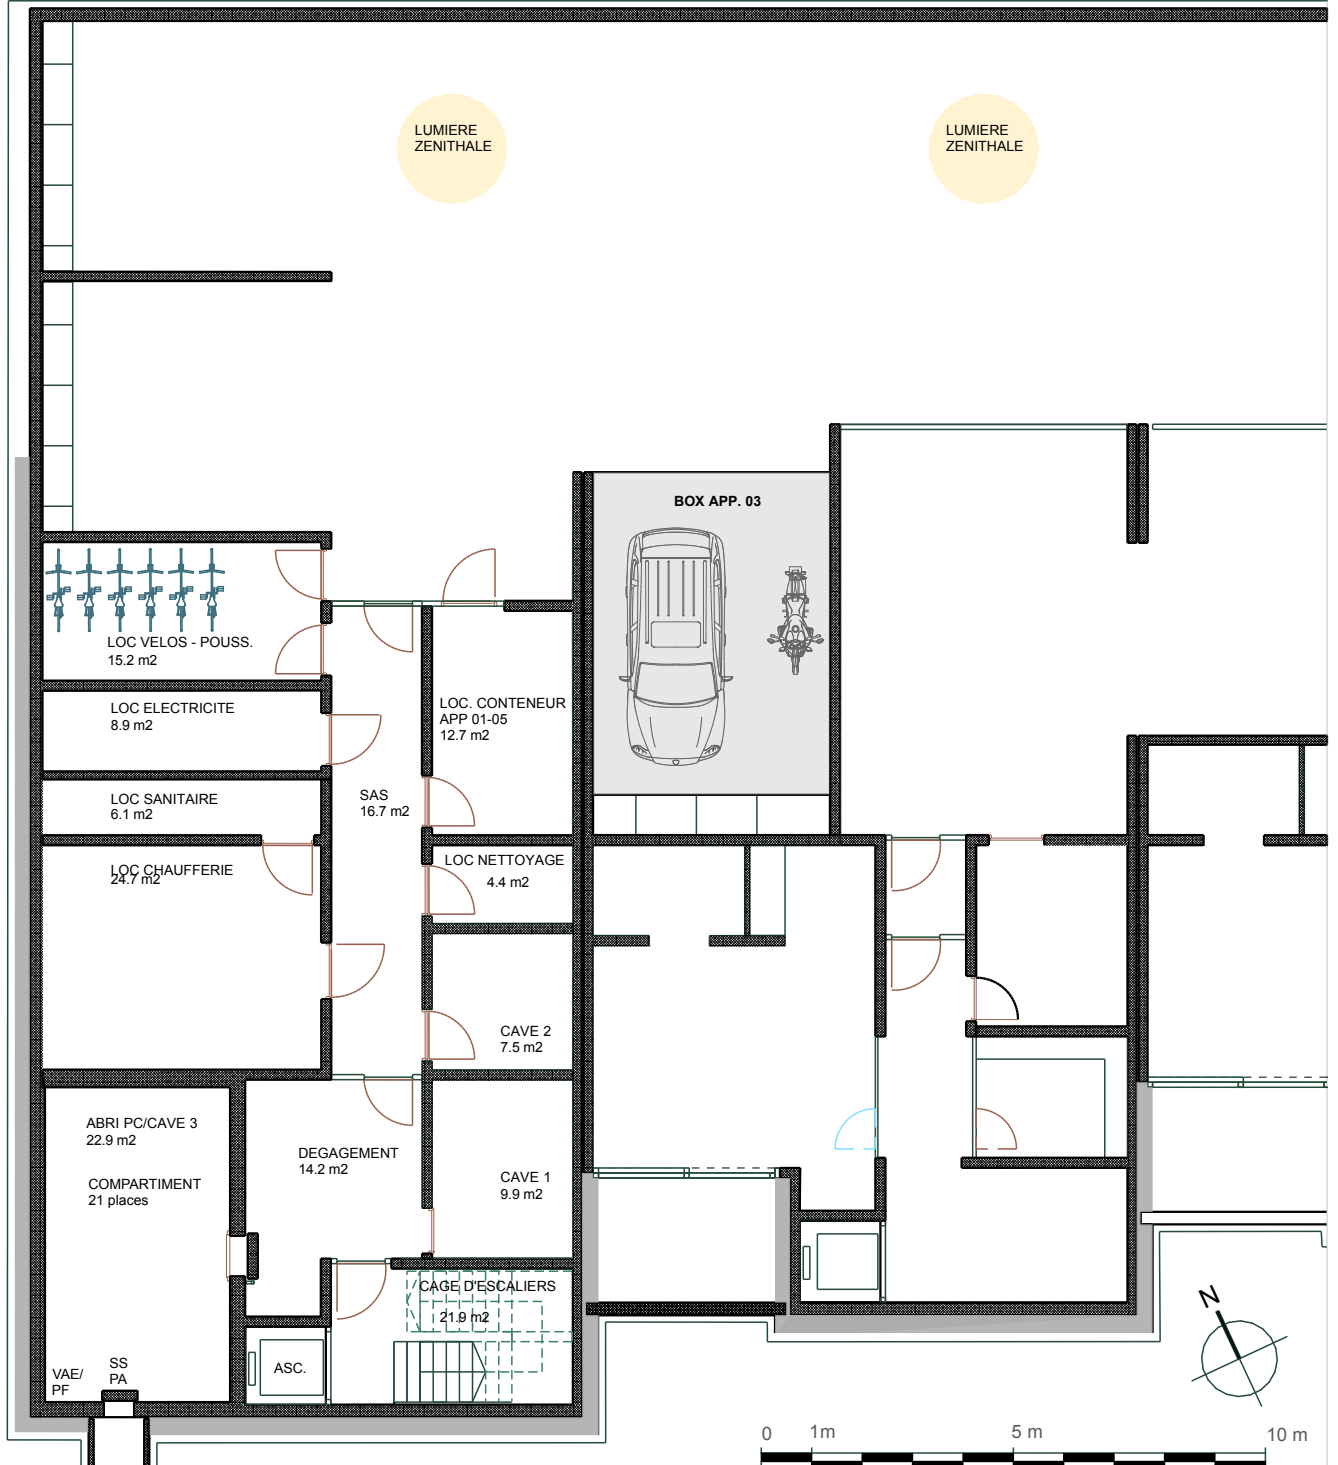 LUMIERE
ZENITHALE
LUMIERE
ZENITHALE
BOX APP. 03
LOC VELOS - POUSS.
15.2 m2
LOC ELECTRICITE
8.9 m2
LOC. CONTENEUR
APP 01-05
12.7 m2
LOC SANITAIRE
6.1 m2
SAS
16.7 m2
LOC CHAUFFERIE
24.7 m2
LOC NETTOYAGE
4.4 m2
CAVE 2
7.5 m2
ABRI PC/CAVE 3
22.9 m2
COMPARTIMENT
21 places
DEGAGEMENT
14.2 m2
CAVE 1
9.9 m2
CAGE D'ESCALIERS
21.9 m2
ASC.
VAE/
PF
SS
PA
N
0 1m 5 m 10 m